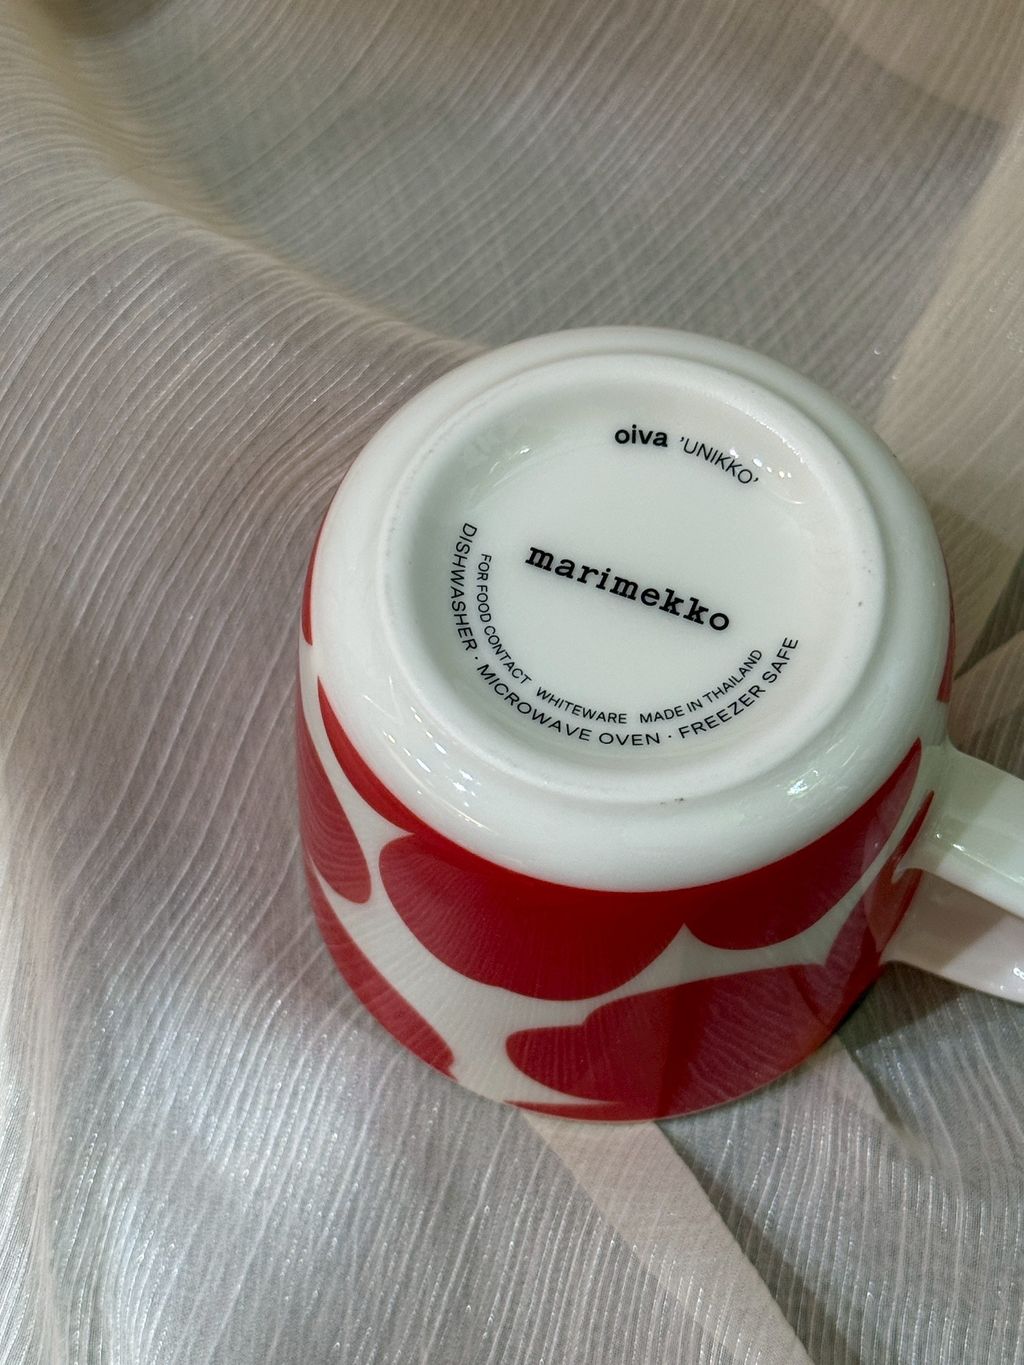 oiva 'UNIKKO'
marimekko
FOR FOOD CONTACT WHITEWARE MADE IN THAILAND
DISHWASHER · MICROWAVE OVEN · FREEZER SAFE